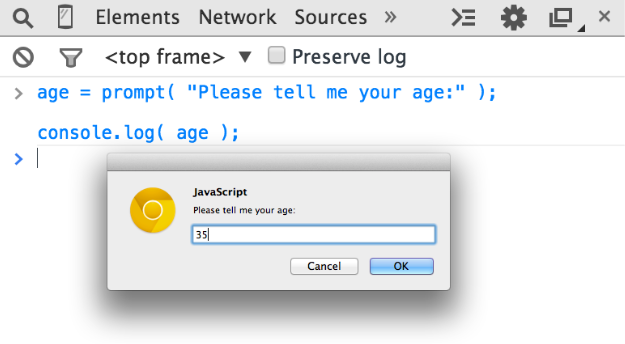 Elements Network Sources »
<top frame> ▼ Preserve log
> age = prompt( "Please tell me your age:" );
console.log( age );
>
JavaScript
Please tell me your age:
35
Cancel OK